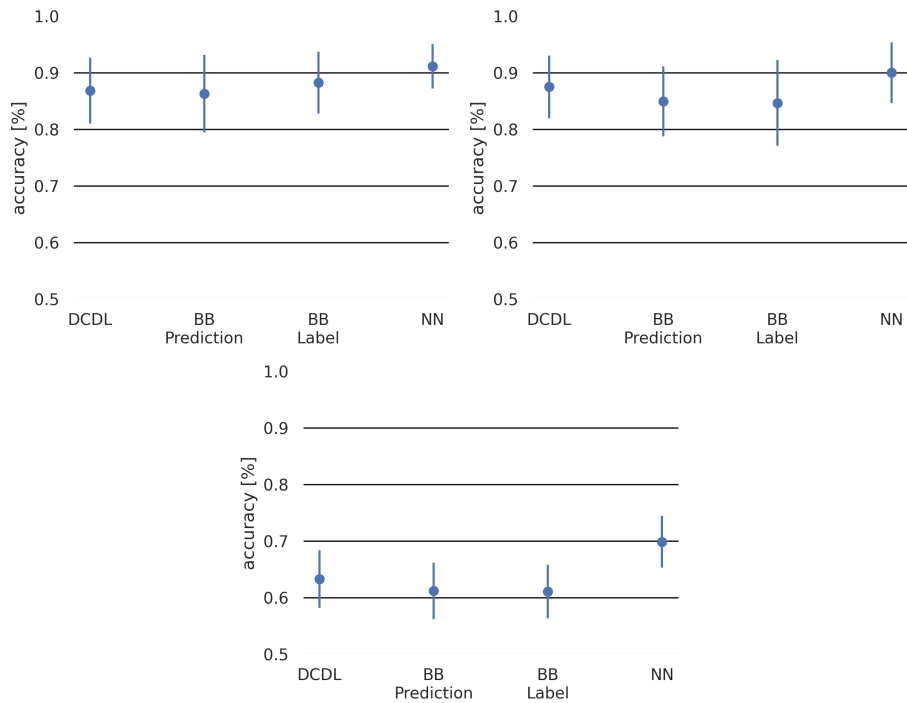 1.0
0.9
0.8
0.7
0.6
0.5
accuracy [%]
DCDL
BB
Prediction
BB
Label
NN
1.0
0.9
0.8
0.7
0.6
0.5
accuracy [%]
DCDL
BB
Prediction
BB
Label
NN
1.0
0.9
0.8
0.7
0.6
0.5
accuracy [%]
DCDL
BB
Prediction
BB
Label
NN